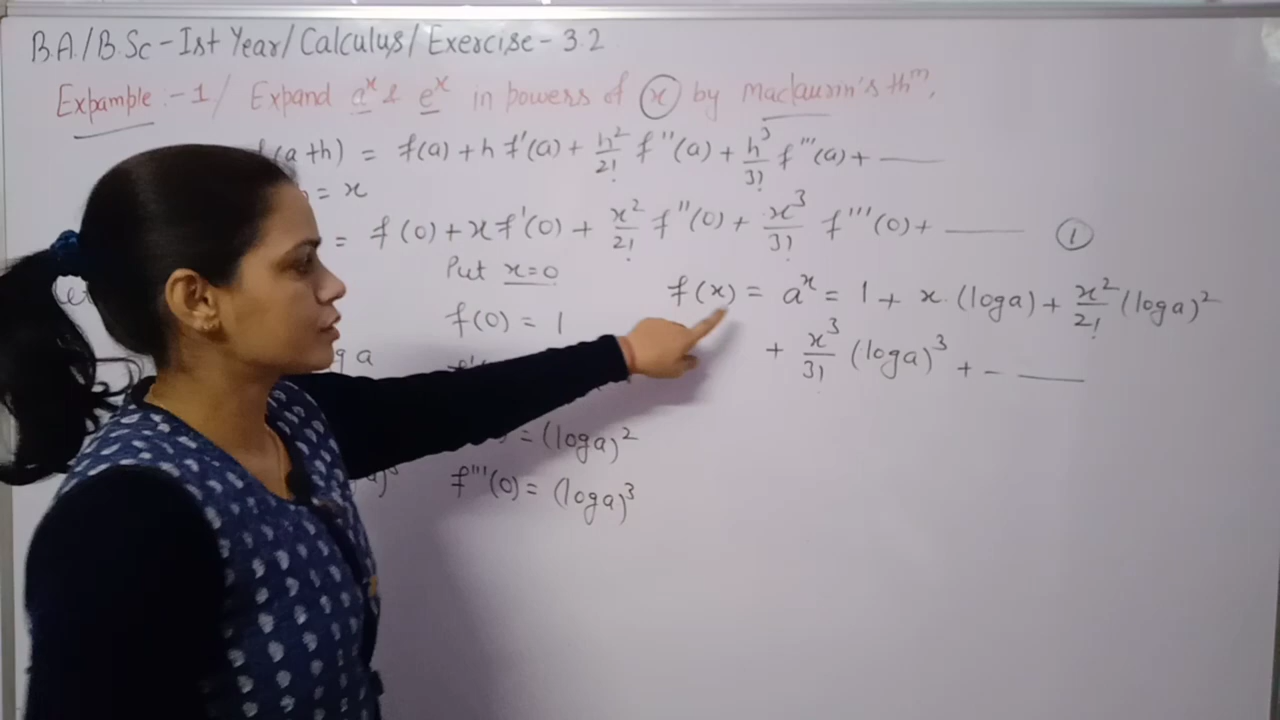 B.A./B.Sc - Ist Year / Calculus / Exercise - 3.2
Expample :- 1 / Expand a^x & e^x in powers of x by Maclaurin's th^m.
(a+h) = f(a) + h f'(a) + h²/2! f''(a) + h³/3! f'''(a) + ——
= x
= f(0) + x f'(0) + x²/2! f''(0) + x³/3! f'''(0) + —— ①
Put x=0
f(x) = a^x = 1 + x.(log a) + x²/2! (log a)²
f(0) = 1
+ x³/3! (log a)³ + - ——
a
= (log a)²
f'''(0) = (log a)³